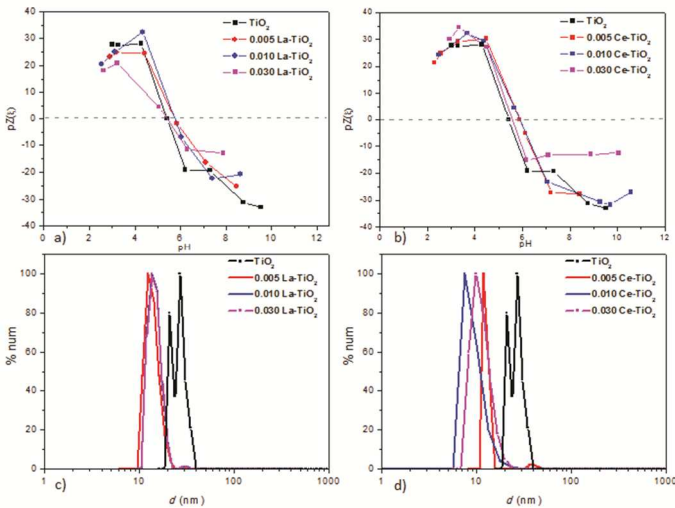 40
30
20
10
0
-10
-20
-30
-40
pZ(ξ)
TiO₂
0.005 La-TiO₂
0.010 La-TiO₂
0.030 La-TiO₂
a)
0 2 4 6 8 10 12
pH
40
30
20
10
0
-10
-20
-30
-40
pZ(ξ)
TiO₂
0.005 Ce-TiO₂
0.010 Ce-TiO₂
0.030 Ce-TiO₂
b)
0 2 4 6 8 10 12
pH
100
80
60
40
20
0
% num
TiO₂
0.005 La-TiO₂
0.010 La-TiO₂
0.030 La-TiO₂
c)
1 10 100 1000
d (nm)
100
80
60
40
20
0
% num
TiO₂
0.005 Ce-TiO₂
0.010 Ce-TiO₂
0.030 Ce-TiO₂
d)
1 10 100 1000
d (nm)